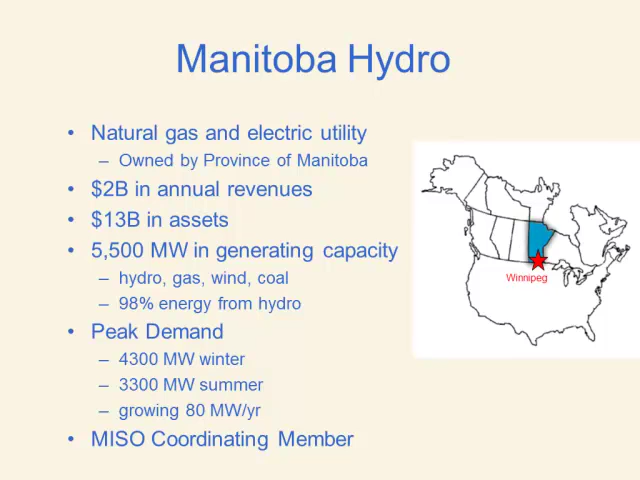 Manitoba Hydro
• Natural gas and electric utility
– Owned by Province of Manitoba
• $2B in annual revenues
• $13B in assets
• 5,500 MW in generating capacity
– hydro, gas, wind, coal
– 98% energy from hydro
• Peak Demand
– 4300 MW winter
– 3300 MW summer
– growing 80 MW/yr
• MISO Coordinating Member
Winnipeg